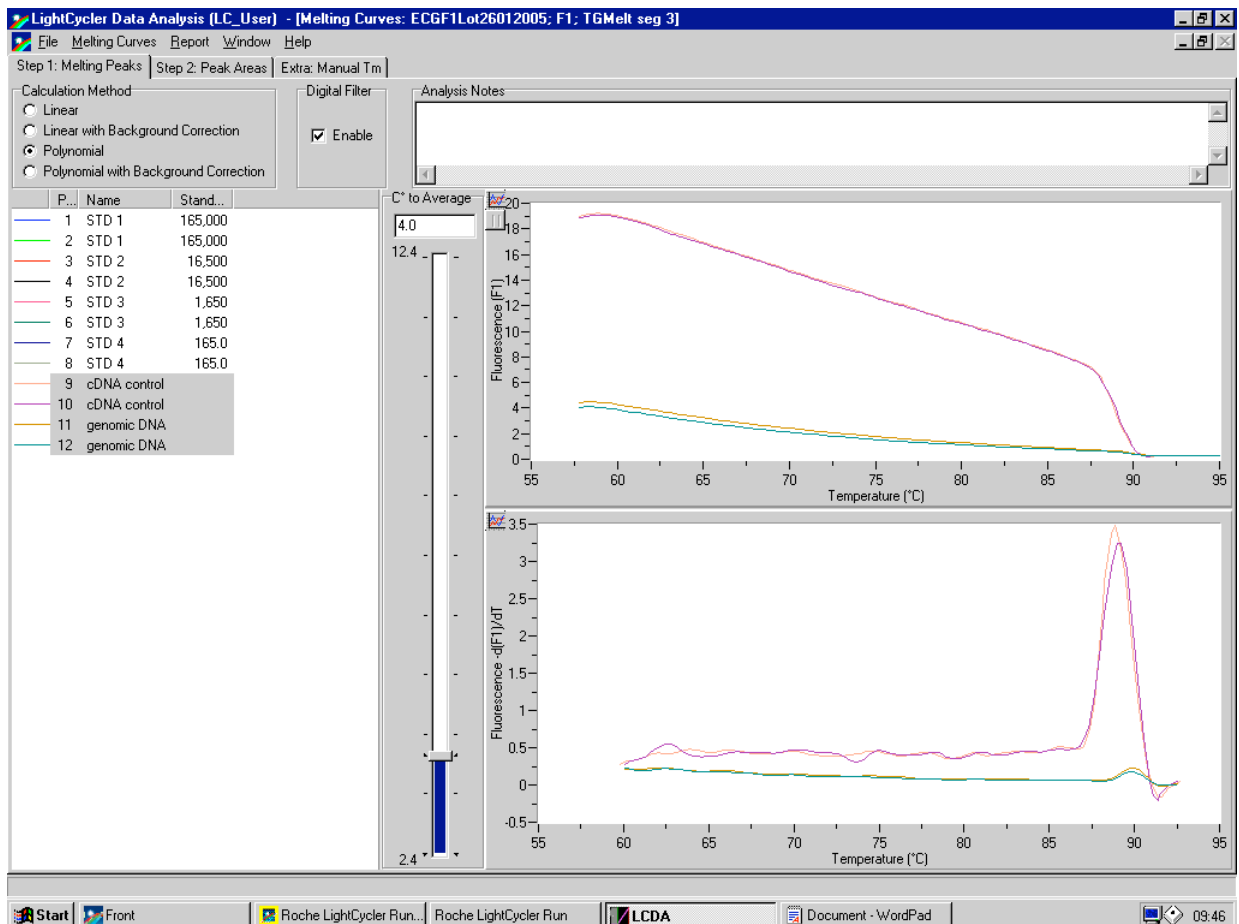 LightCycler Data Analysis (LC_User)  - [Melting Curves: ECGF1Lot26012005; F1; TGMelt seg 3]
File Melting Curves Report Window Help
Step 1: Melting Peaks Step 2: Peak Areas Extra: Manual Tm
Calculation Method
Linear
Linear with Background Correction
Polynomial
Polynomial with Background Correction
Digital Filter
Enable
Analysis Notes
P... Name Stand...
1 STD 1 165,000
2 STD 1 165,000
3 STD 2 16,500
4 STD 2 16,500
5 STD 3 1,650
6 STD 3 1,650
7 STD 4 165.0
8 STD 4 165.0
9 cDNA control
10 cDNA control
11 genomic DNA
12 genomic DNA
C° to Average
4.0
12.4
2.4
20
18
16
14
12
10
8
6
4
2
0
Fluorescence (F1)
55 60 65 70 75 80 85 90 95
Temperature (°C)
3.5
3
2.5
2
1.5
1
0.5
0
-0.5
Fluorescence -d(F1)/dT
55 60 65 70 75 80 85 90 95
Temperature (°C)
Start Front Roche LightCycler Run... Roche LightCycler Run LCDA Document - WordPad 09:46